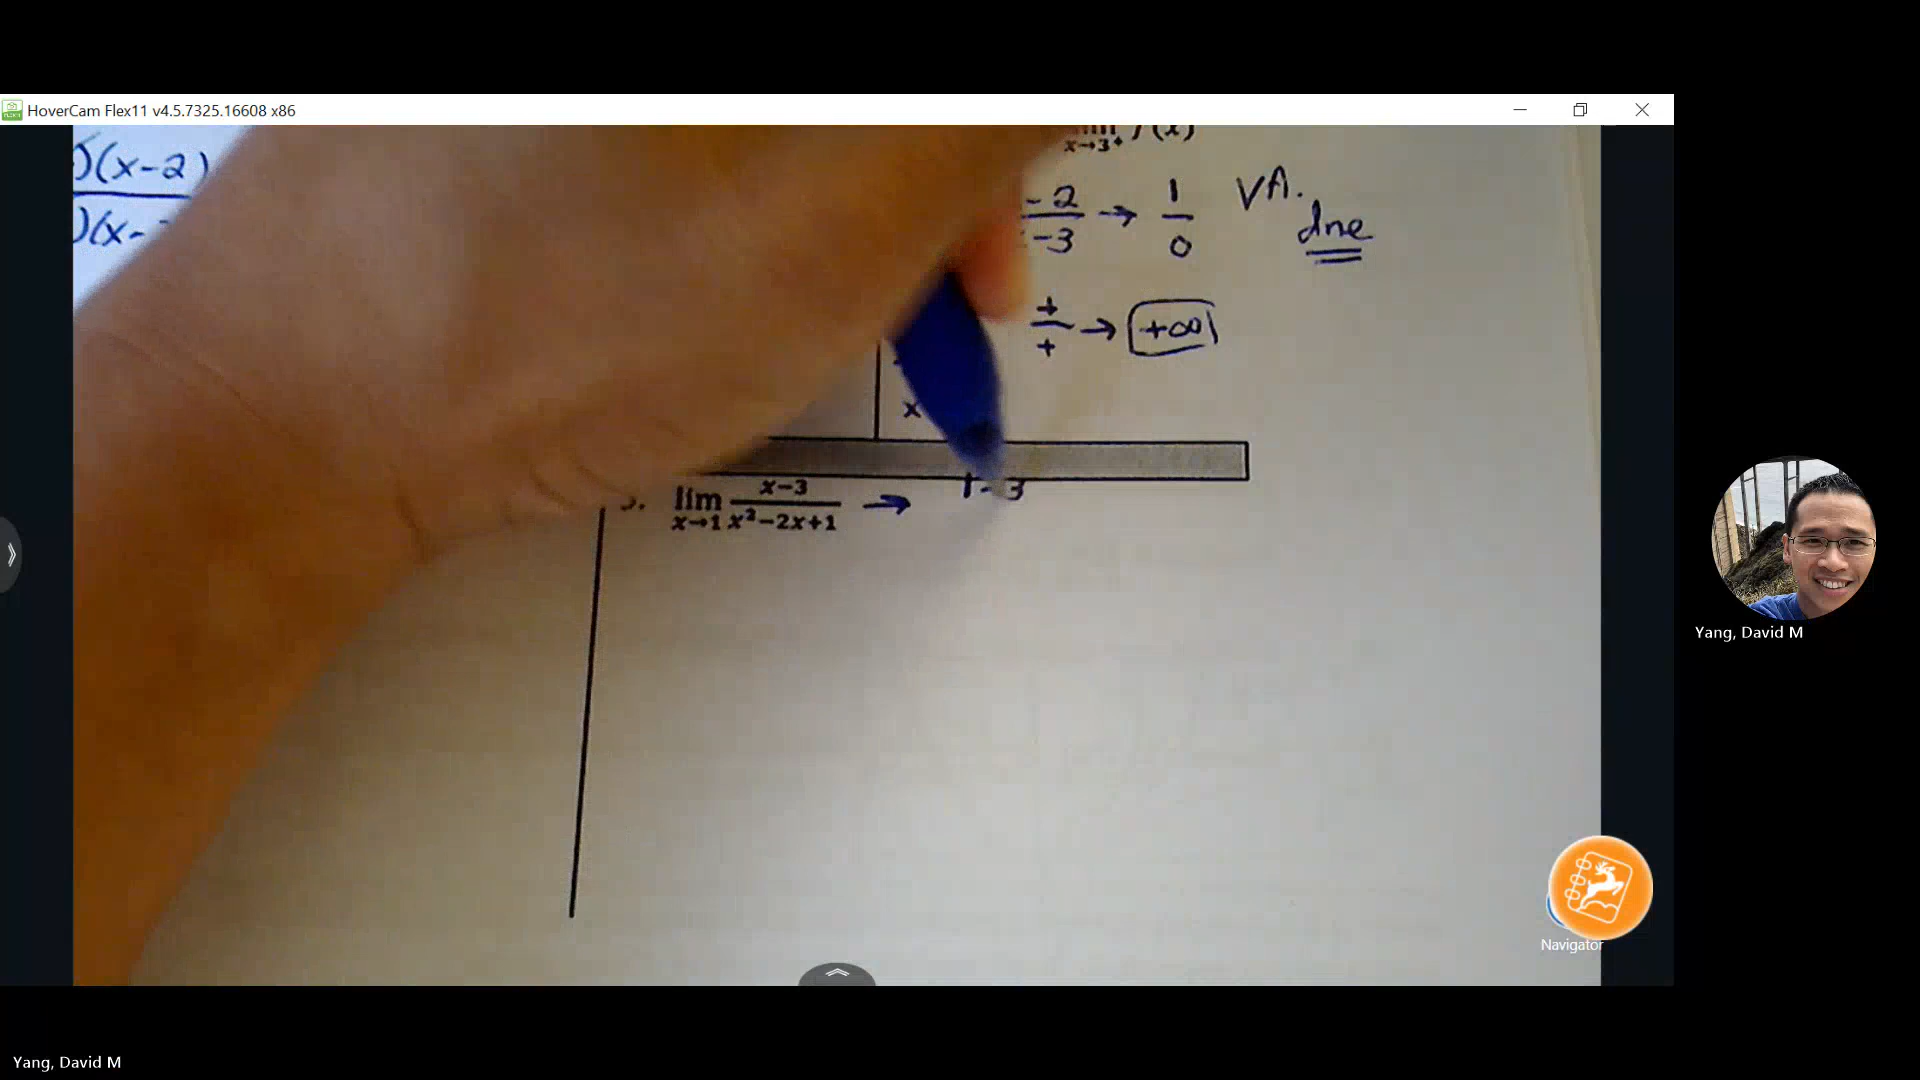 HoverCam Flex11 v4.5.7325.16608 x86
)(x-2)
)(x-
x→3⁺ f(x)
-2 → 1 VA.
-3 0 dne
+ → +∞
+
x
lim x-3 → 1-3
x→1 x²-2x+1
Yang, David M
Navigator
Yang, David M